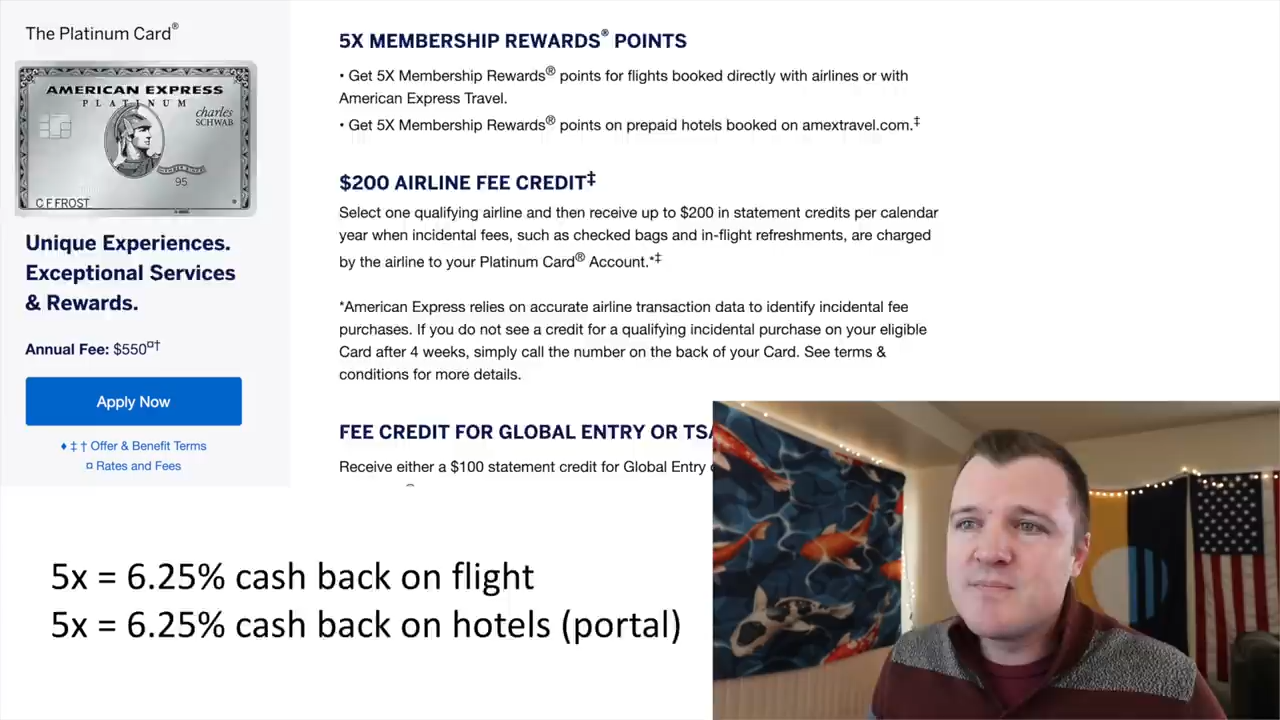 The Platinum Card®
AMERICAN EXPRESS
PLATINUM
charles
SCHWAB
95
C F FROST
Unique Experiences.
Exceptional Services
& Rewards.
Annual Fee: $550¤†
Apply Now
♦ ‡ † Offer & Benefit Terms
¤ Rates and Fees
5X MEMBERSHIP REWARDS® POINTS
• Get 5X Membership Rewards® points for flights booked directly with airlines or with
American Express Travel.
• Get 5X Membership Rewards® points on prepaid hotels booked on amextravel.com.‡
$200 AIRLINE FEE CREDIT‡
Select one qualifying airline and then receive up to $200 in statement credits per calendar
year when incidental fees, such as checked bags and in-flight refreshments, are charged
by the airline to your Platinum Card® Account.*‡
*American Express relies on accurate airline transaction data to identify incidental fee
purchases. If you do not see a credit for a qualifying incidental purchase on your eligible
Card after 4 weeks, simply call the number on the back of your Card. See terms &
conditions for more details.
FEE CREDIT FOR GLOBAL ENTRY OR TSA
Receive either a $100 statement credit for Global Entry
5x = 6.25% cash back on flight
5x = 6.25% cash back on hotels (portal)